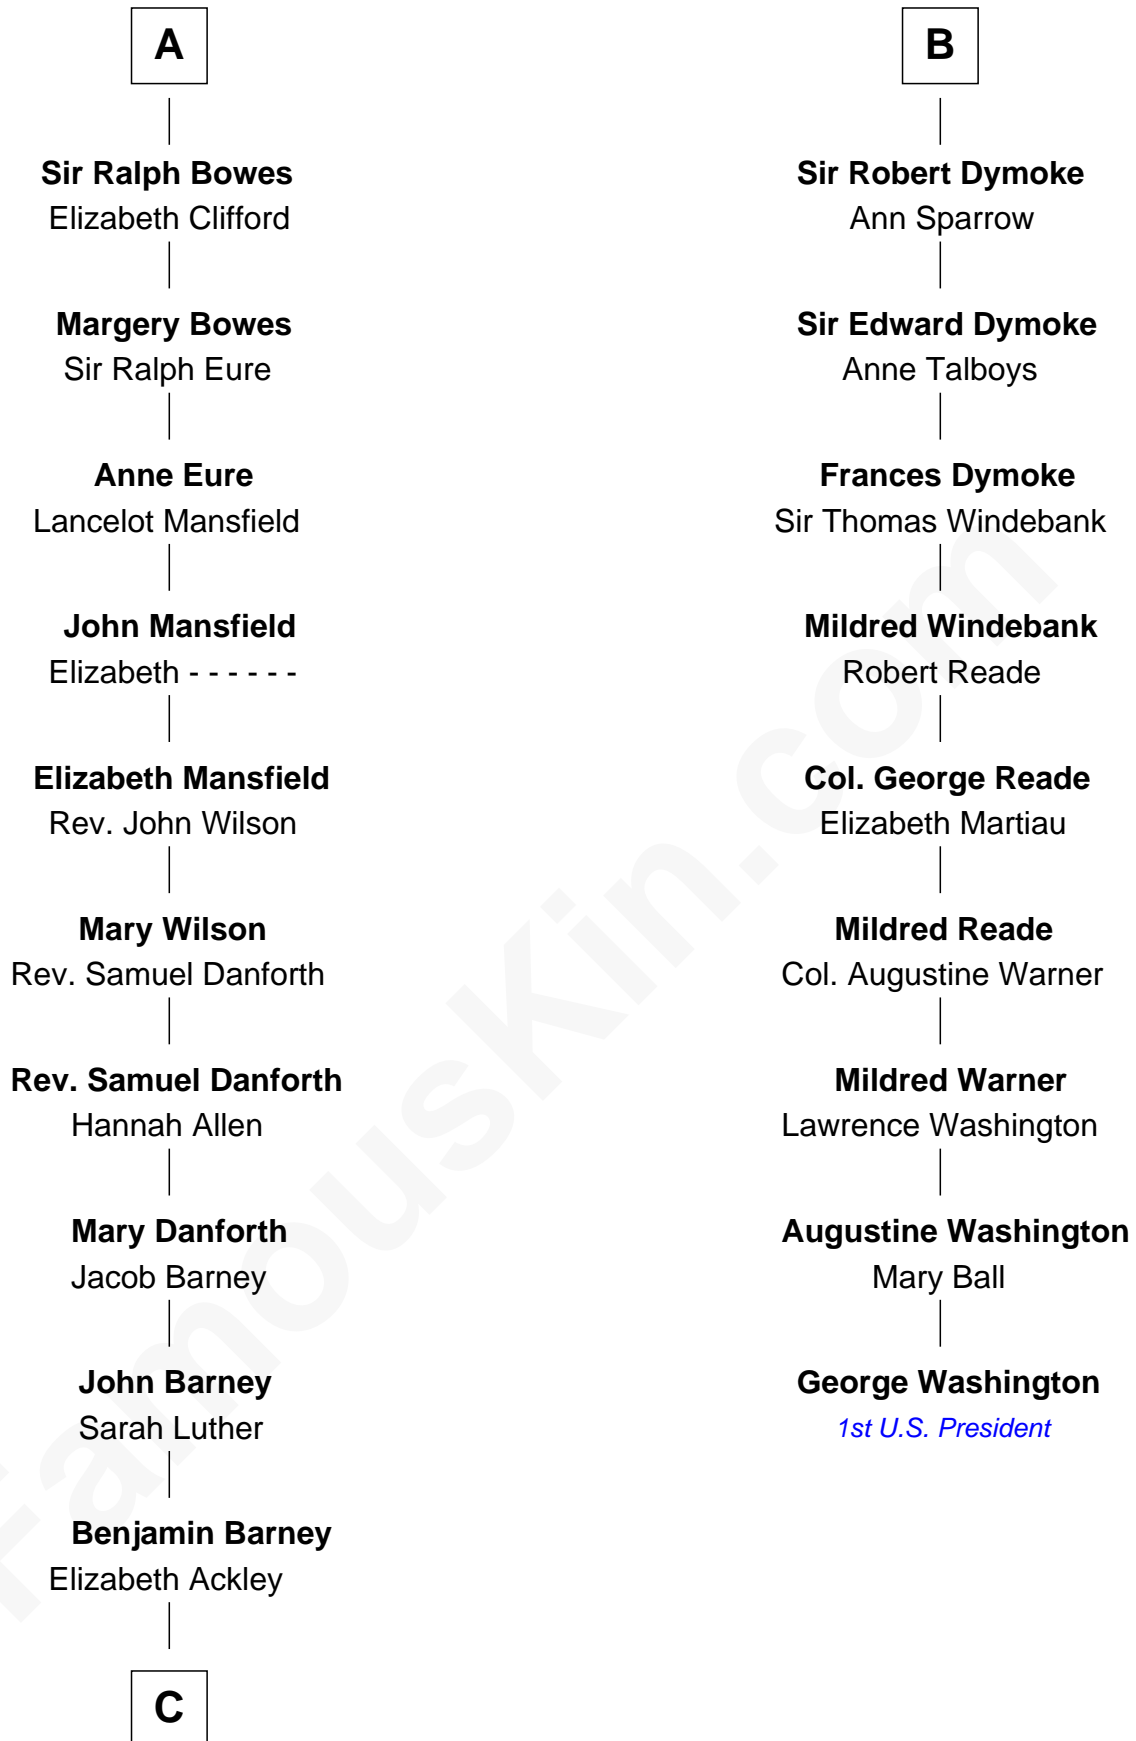 A
Sir Ralph Bowes
Elizabeth Clifford
Margery Bowes
Sir Ralph Eure
Anne Eure
Lancelot Mansfield
John Mansfield
Elizabeth - - - - - -
Elizabeth Mansfield
Rev. John Wilson
Mary Wilson
Rev. Samuel Danforth
Rev. Samuel Danforth
Hannah Allen
Mary Danforth
Jacob Barney
John Barney
Sarah Luther
Benjamin Barney
Elizabeth Ackley
C
B
Sir Robert Dymoke
Ann Sparrow
Sir Edward Dymoke
Anne Talboys
Frances Dymoke
Sir Thomas Windebank
Mildred Windebank
Robert Reade
Col. George Reade
Elizabeth Martiau
Mildred Reade
Col. Augustine Warner
Mildred Warner
Lawrence Washington
Augustine Washington
Mary Ball
George Washington
1st U.S. President
FamousKin.com